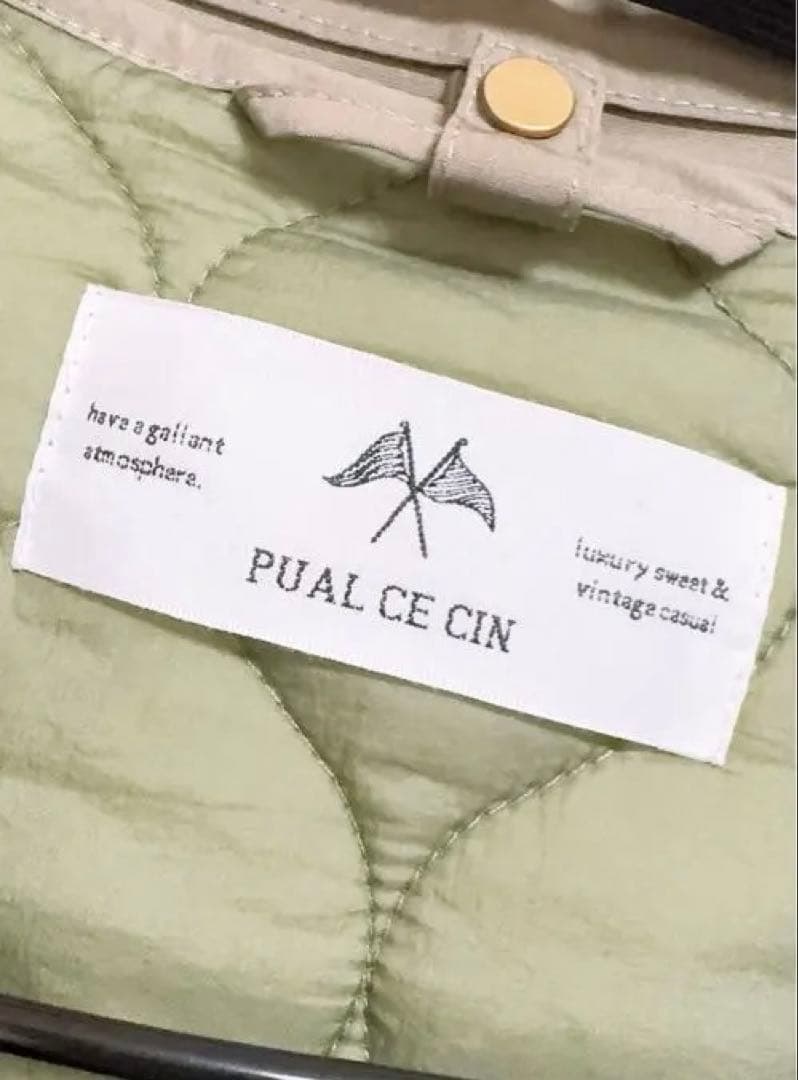 have a gallant
atmosphere.
PUAL CE CIN
luxury sweet &
vintage casual